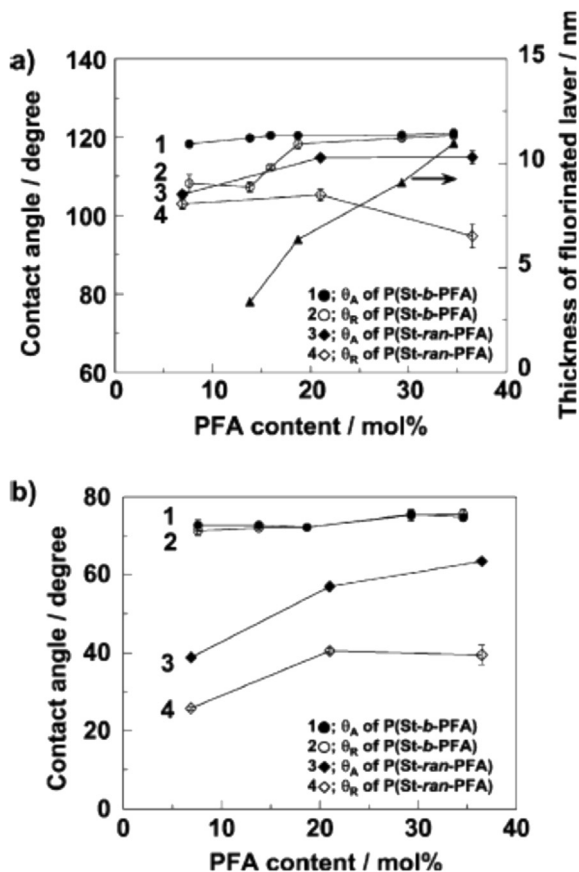 a)
140
120
100
80
60
Contact angle / degree
15
10
5
0
Thickness of fluorinated laver / nm
1
2
3
4
1●; θA of P(St-b-PFA)
2○; θR of P(St-b-PFA)
3◆; θA of P(St-ran-PFA)
4◇; θR of P(St-ran-PFA)
0 10 20 30 40
PFA content / mol%
b)
80
60
40
20
0
Contact angle / degree
1
2
3
4
1●; θA of P(St-b-PFA)
2○; θR of P(St-b-PFA)
3◆; θA of P(St-ran-PFA)
4◇; θR of P(St-ran-PFA)
0 10 20 30 40
PFA content / mol%